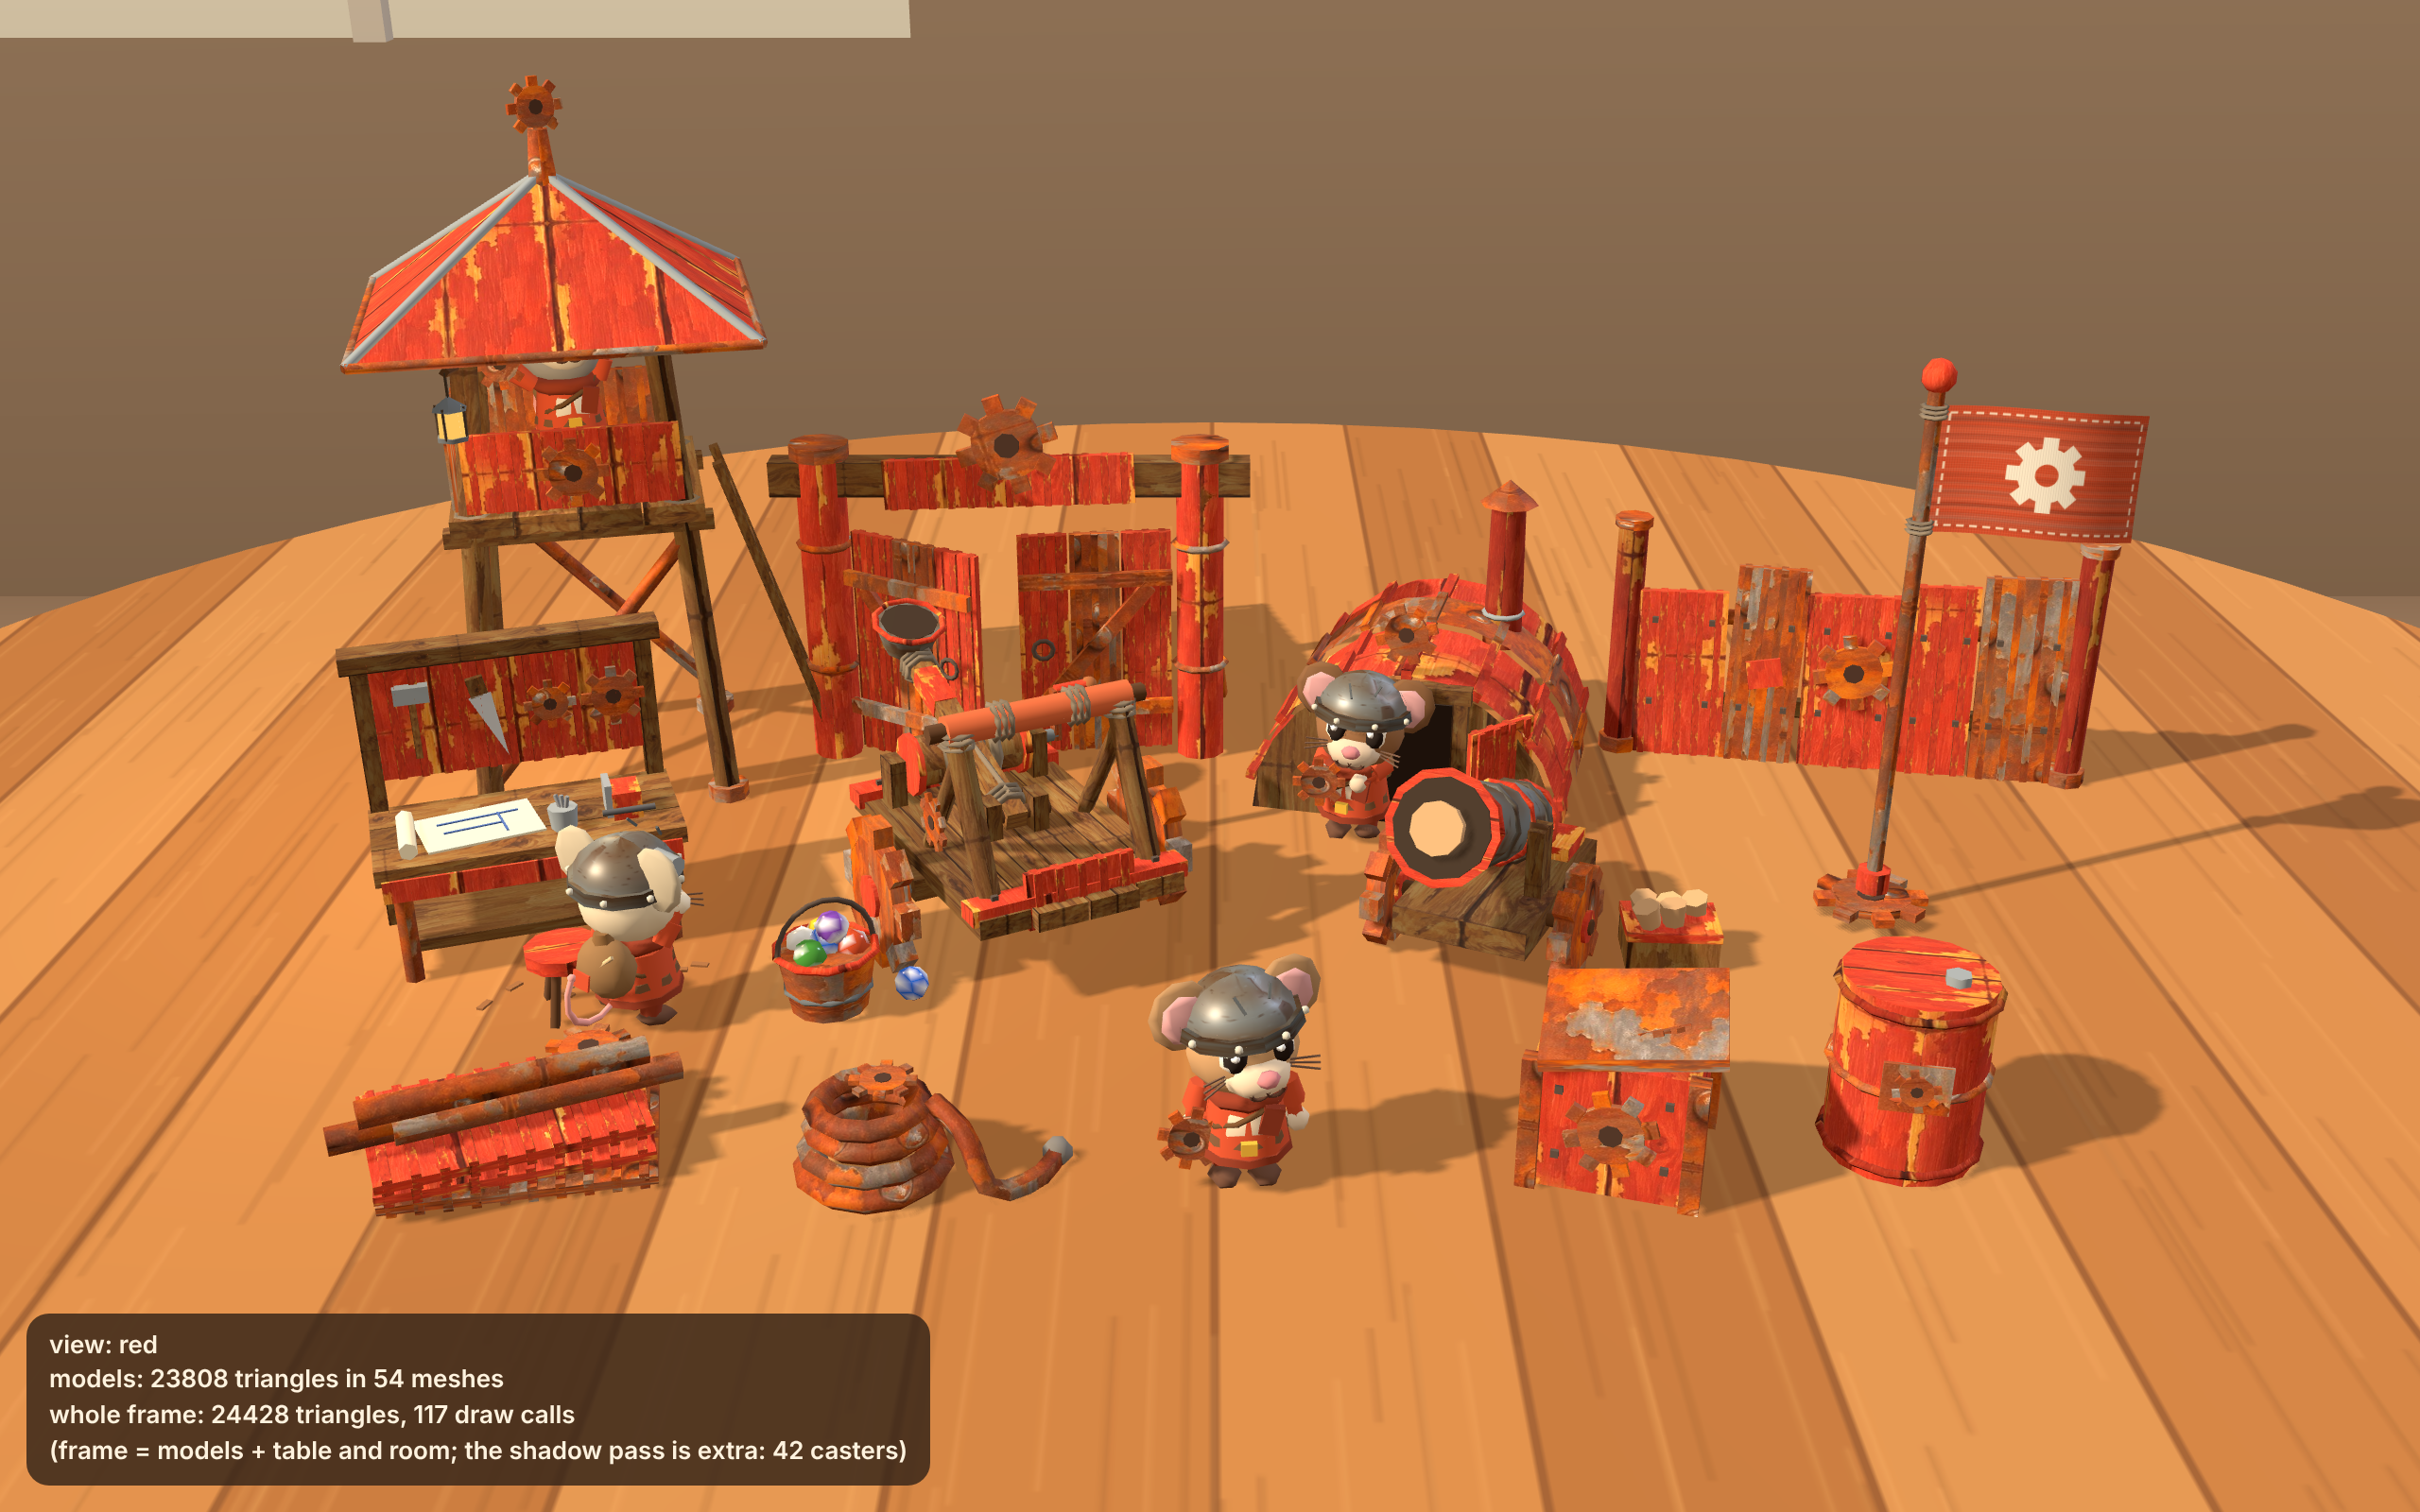 view: red
models: 23808 triangles in 54 meshes
whole frame: 24428 triangles, 117 draw calls
(frame = models + table and room; the shadow pass is extra: 42 casters)